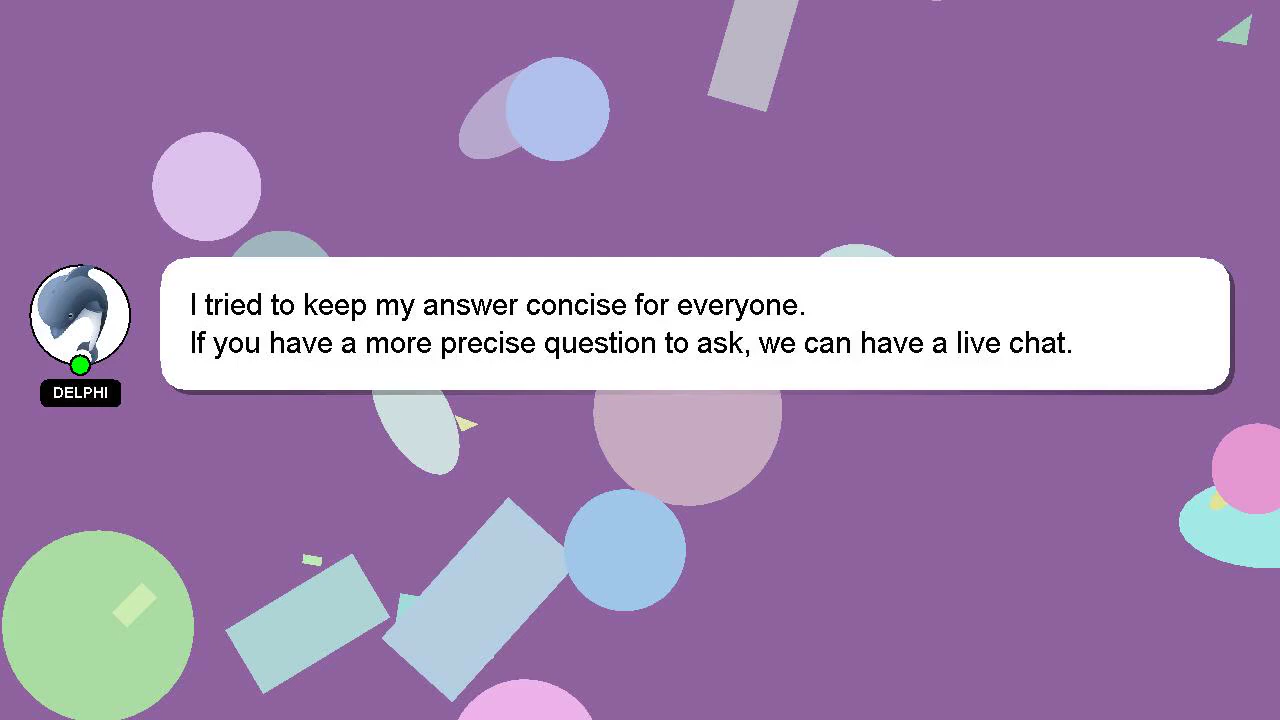 I tried to keep my answer concise for everyone.
If you have a more precise question to ask, we can have a live chat.
DELPHI